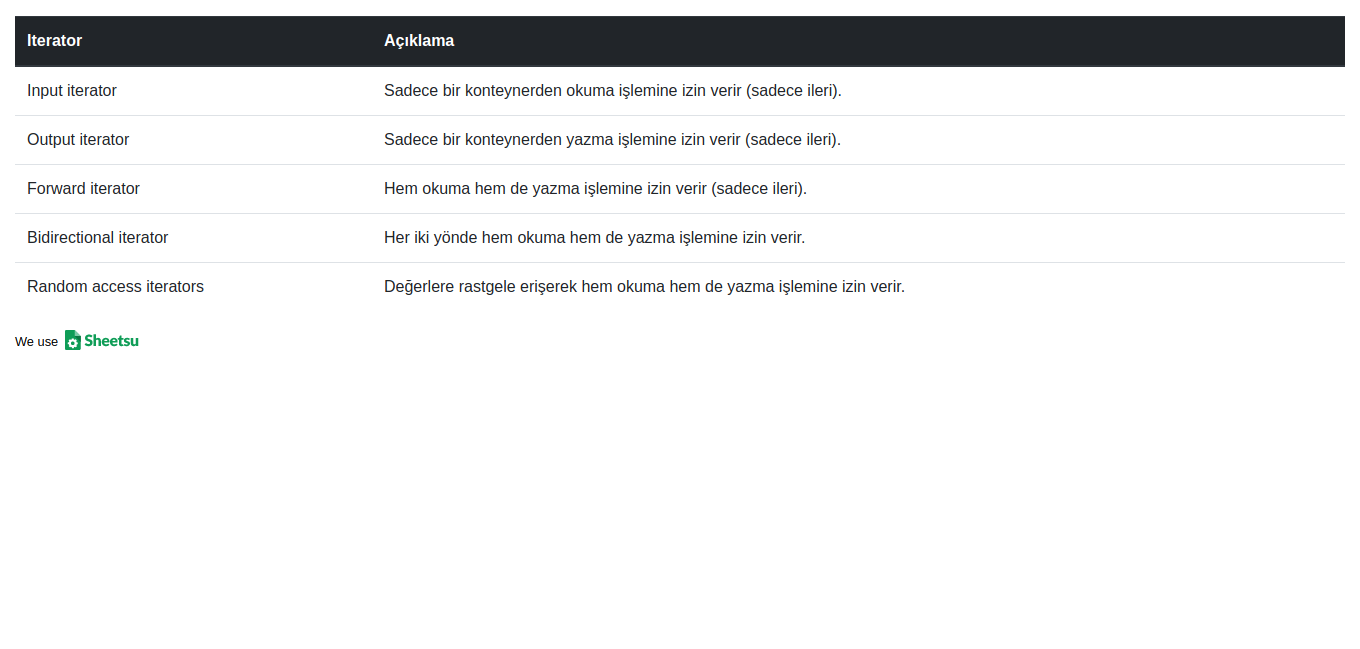 Iterator Açıklama
Input iterator Sadece bir konteynerden okuma işlemine izin verir (sadece ileri).
Output iterator Sadece bir konteynerden yazma işlemine izin verir (sadece ileri).
Forward iterator Hem okuma hem de yazma işlemine izin verir (sadece ileri).
Bidirectional iterator Her iki yönde hem okuma hem de yazma işlemine izin verir.
Random access iterators Değerlere rastgele erişerek hem okuma hem de yazma işlemine izin verir.
We use Sheetsu